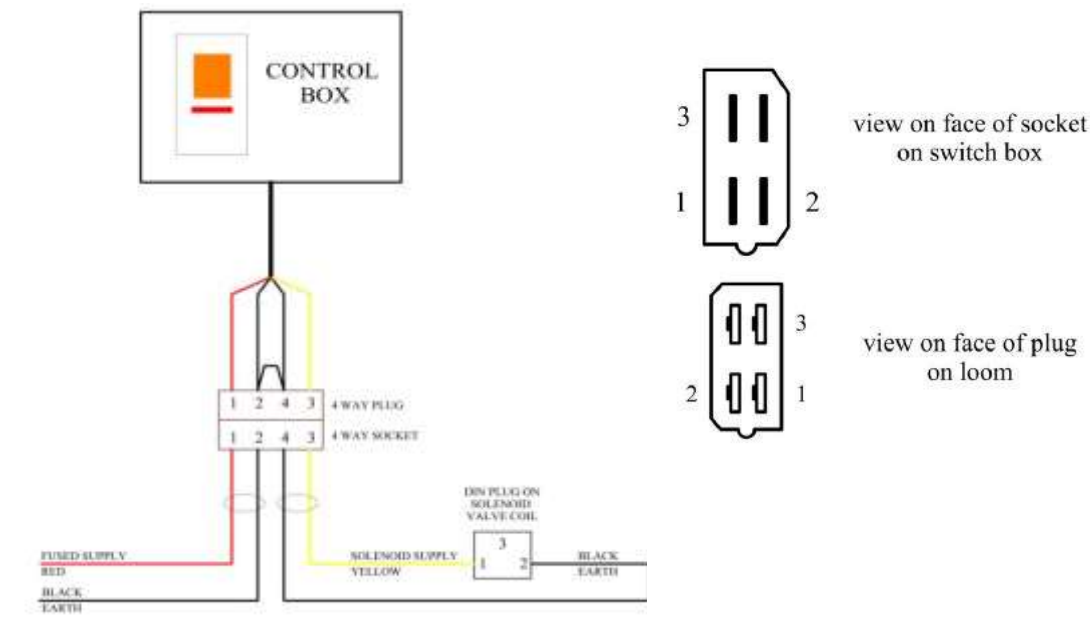 CONTROL
BOX
1 2 4 3 4 WAY PLUG
1 2 4 3 4 WAY SOCKET
DIN PLUG ON
SOLENOID
VALVE COIL
3
1 2
FUSED SUPPLY
RED
BLACK
EARTH
SOLENOID SUPPLY
YELLOW
BLACK
EARTH
3
1 2
view on face of socket
on switch box
3
2 1
view on face of plug
on loom